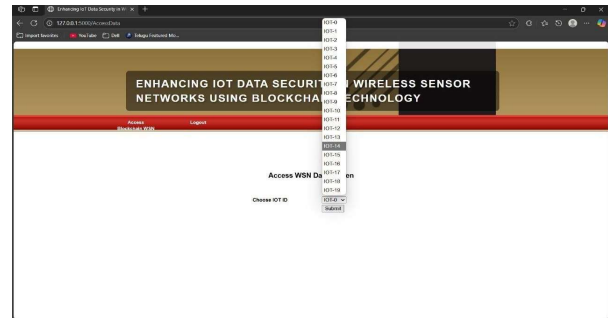 Enhancing IoT Data Security in W
127.0.0.1:5000/AccessData
Import favorites YouTube Dell Telugu Featured Mo...
ENHANCING IOT DATA SECURIT N WIRELESS SENSOR
NETWORKS USING BLOCKCHAI ECHNOLOGY
Access Logout
Blockchain WSN
Access WSN Da en
Choose IOT ID IOT-0
Submit
IOT-0
IOT-1
IOT-2
IOT-3
IOT-4
IOT-5
IOT-6
IOT-7
IOT-8
IOT-9
IOT-10
IOT-11
IOT-12
IOT-13
IOT-14
IOT-15
IOT-16
IOT-17
IOT-18
IOT-19